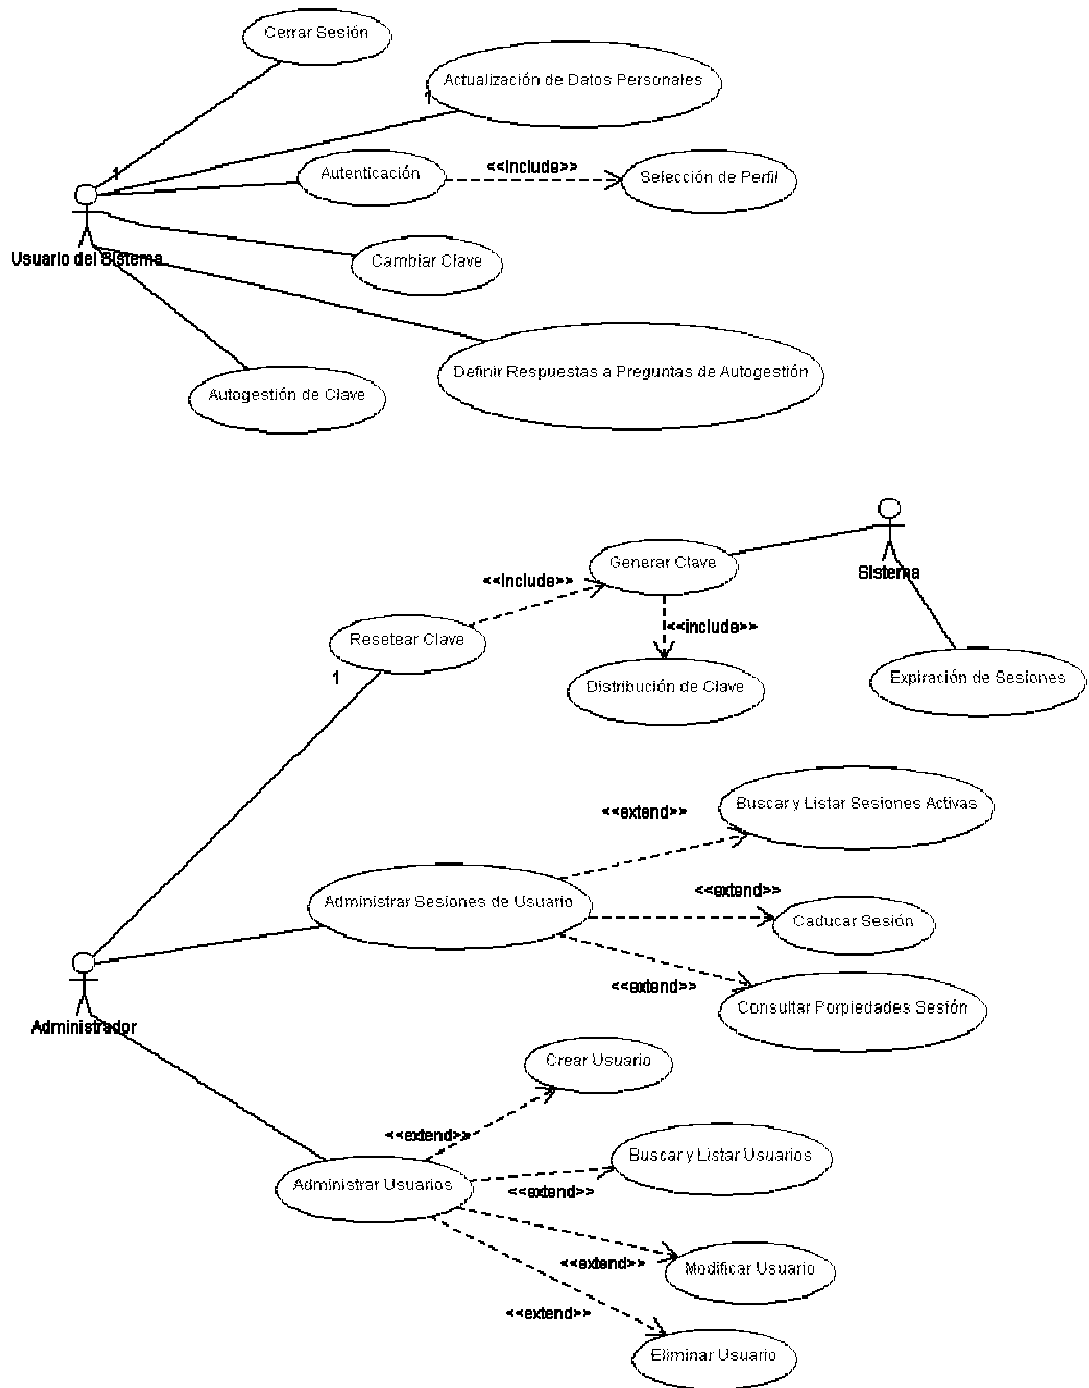 Cerrar Sesión
Actualización de Datos Personales
1
Autenticación
<<include>>
Selección de Perfil
1
Usuario del Sistema
Cambiar Clave
Definir Respuestas a Preguntas de Autogestión
Autogestión de Clave
Sistema
Generar Clave
<<include>>
<<include>>
Resetear Clave
1
Distribución de Clave
Expiración de Sesiones
Buscar y Listar Sesiones Activas
<<extend>>
<<extend>>
Administrar Sesiones de Usuario
Caducar Sesión
<<extend>>
Consultar Porpiedades Sesión
Administrador
Crear Usuario
<<extend>>
Buscar y Listar Usuarios
Administrar Usuarios
<<extend>>
<<extend>>
Modificar Usuario
<<extend>>
Eliminar Usuario